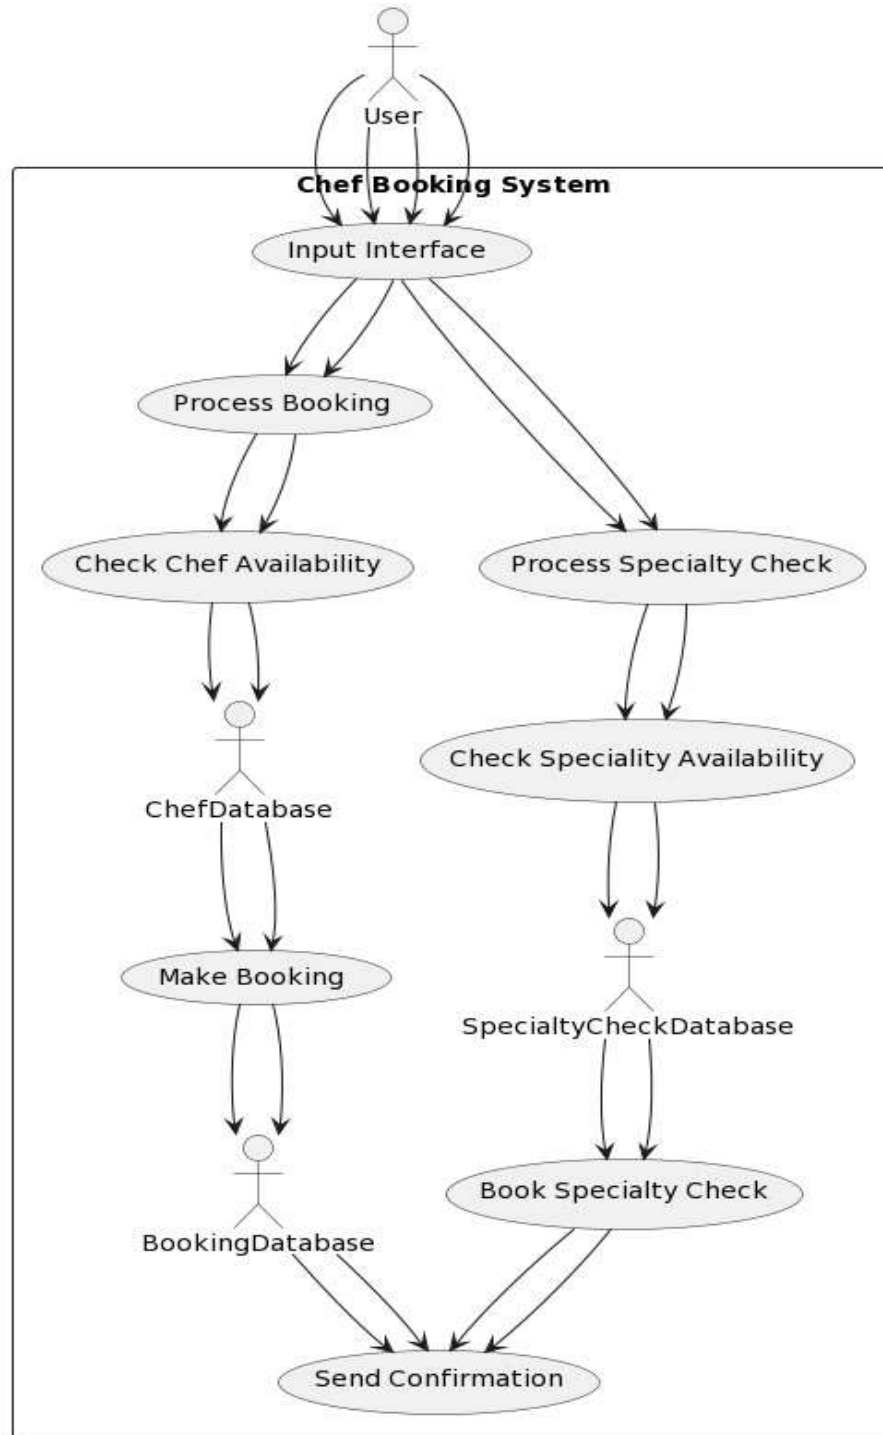 User
Chef Booking System
Input Interface
Process Booking
Check Chef Availability
Process Specialty Check
Check Speciality Availability
ChefDatabase
Make Booking
SpecialtyCheckDatabase
Book Specialty Check
BookingDatabase
Send Confirmation